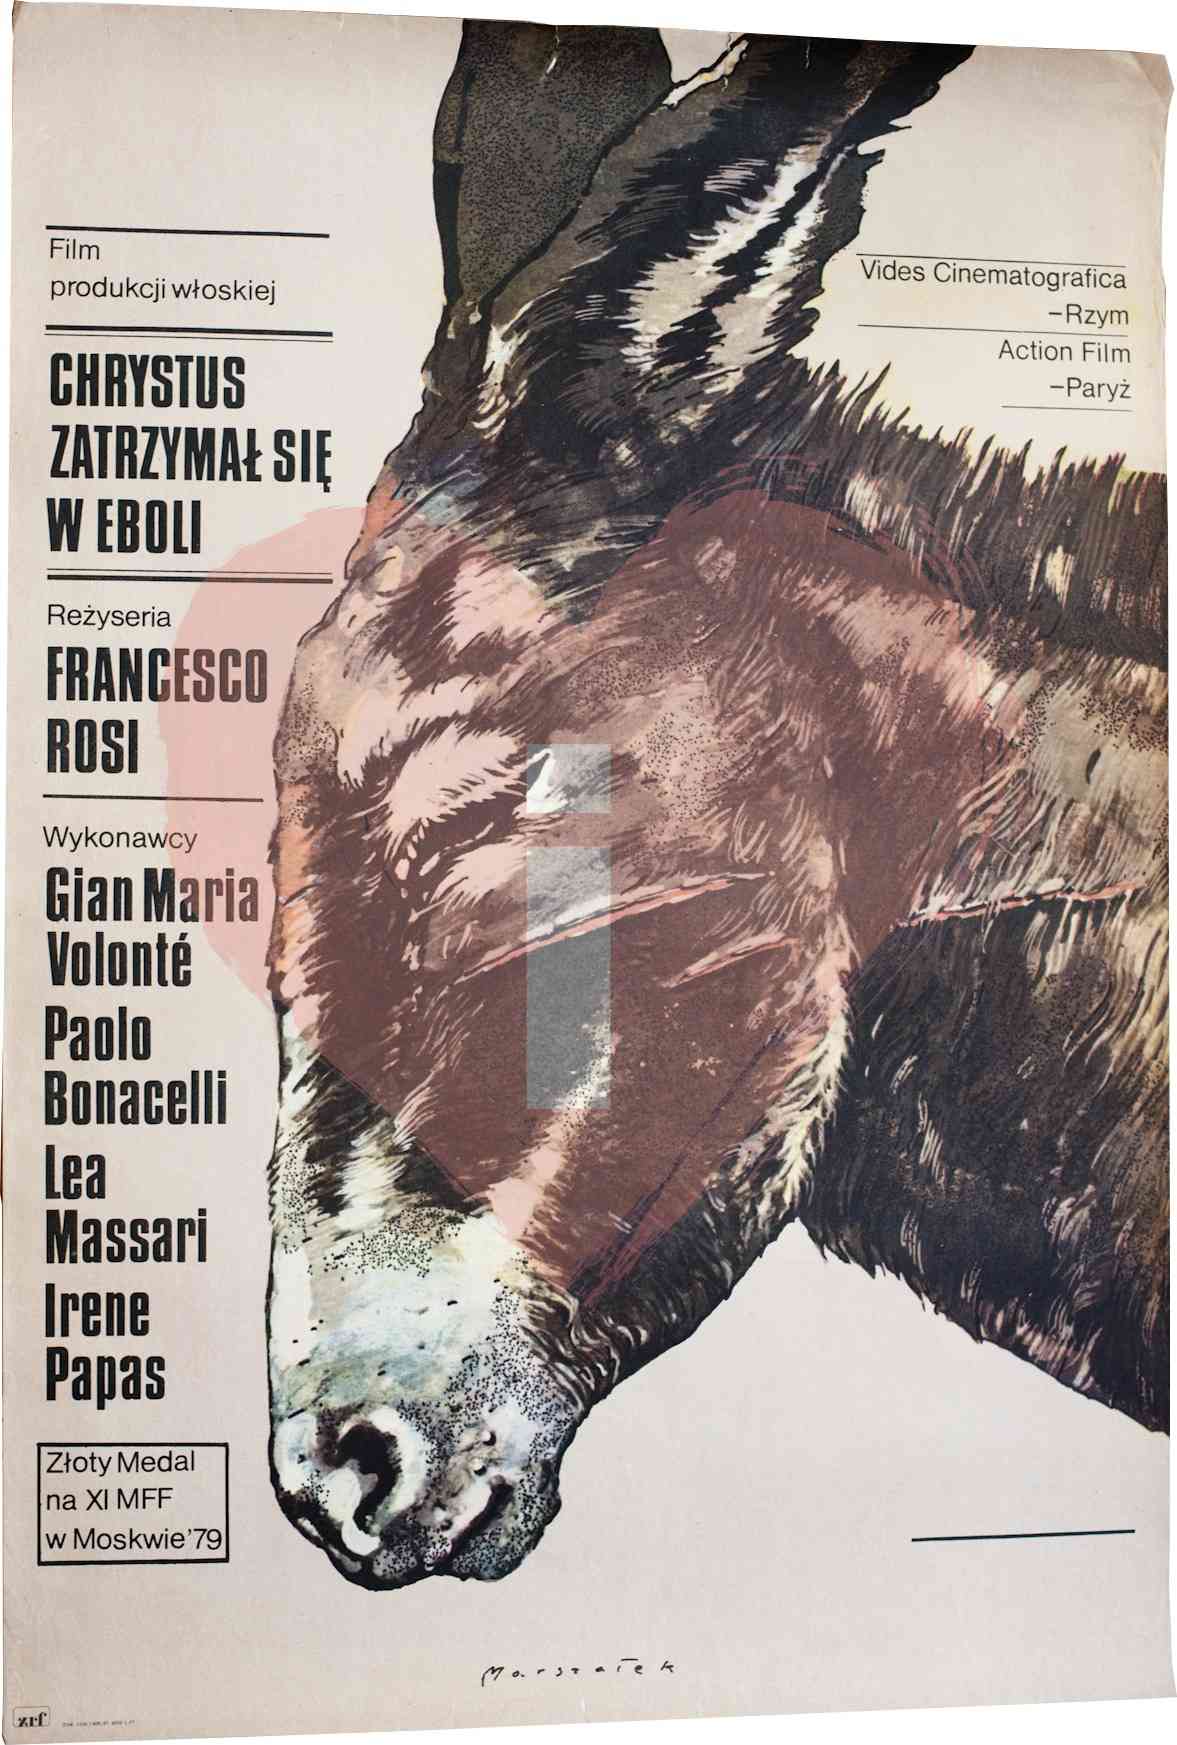 Film
produkcji włoskiej
CHRYSTUS
ZATRZYMAŁ SIĘ
W EBOLI
Reżyseria
FRANCESCO
ROSI
Wykonawcy
Gian Maria
Volonté
Paolo
Bonacelli
Lea
Massari
Irene
Papas
Złoty Medal
na XI MFF
w Moskwie '79
Vides Cinematografica
–Rzym
Action Film
–Paryż
i
Marszałek
zrf